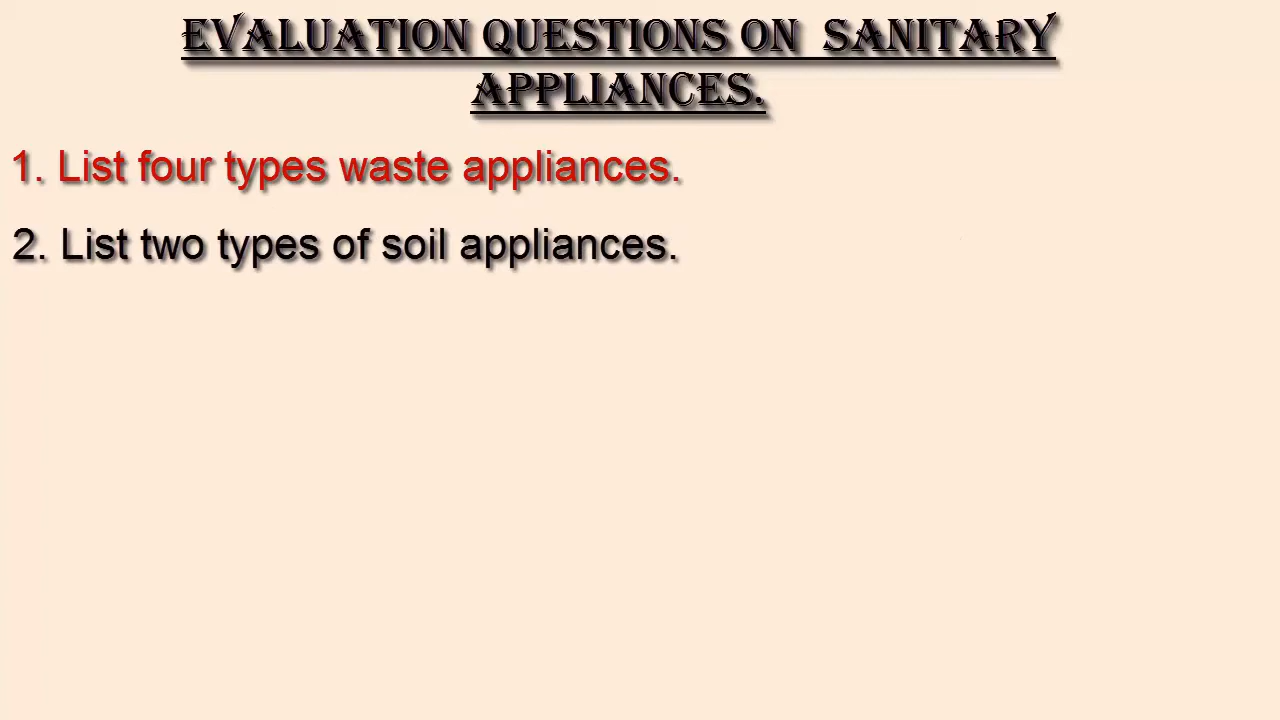 EVALUATION QUESTIONS ON SANITARY
APPLIANCES.
1. List four types waste appliances.
2. List two types of soil appliances.